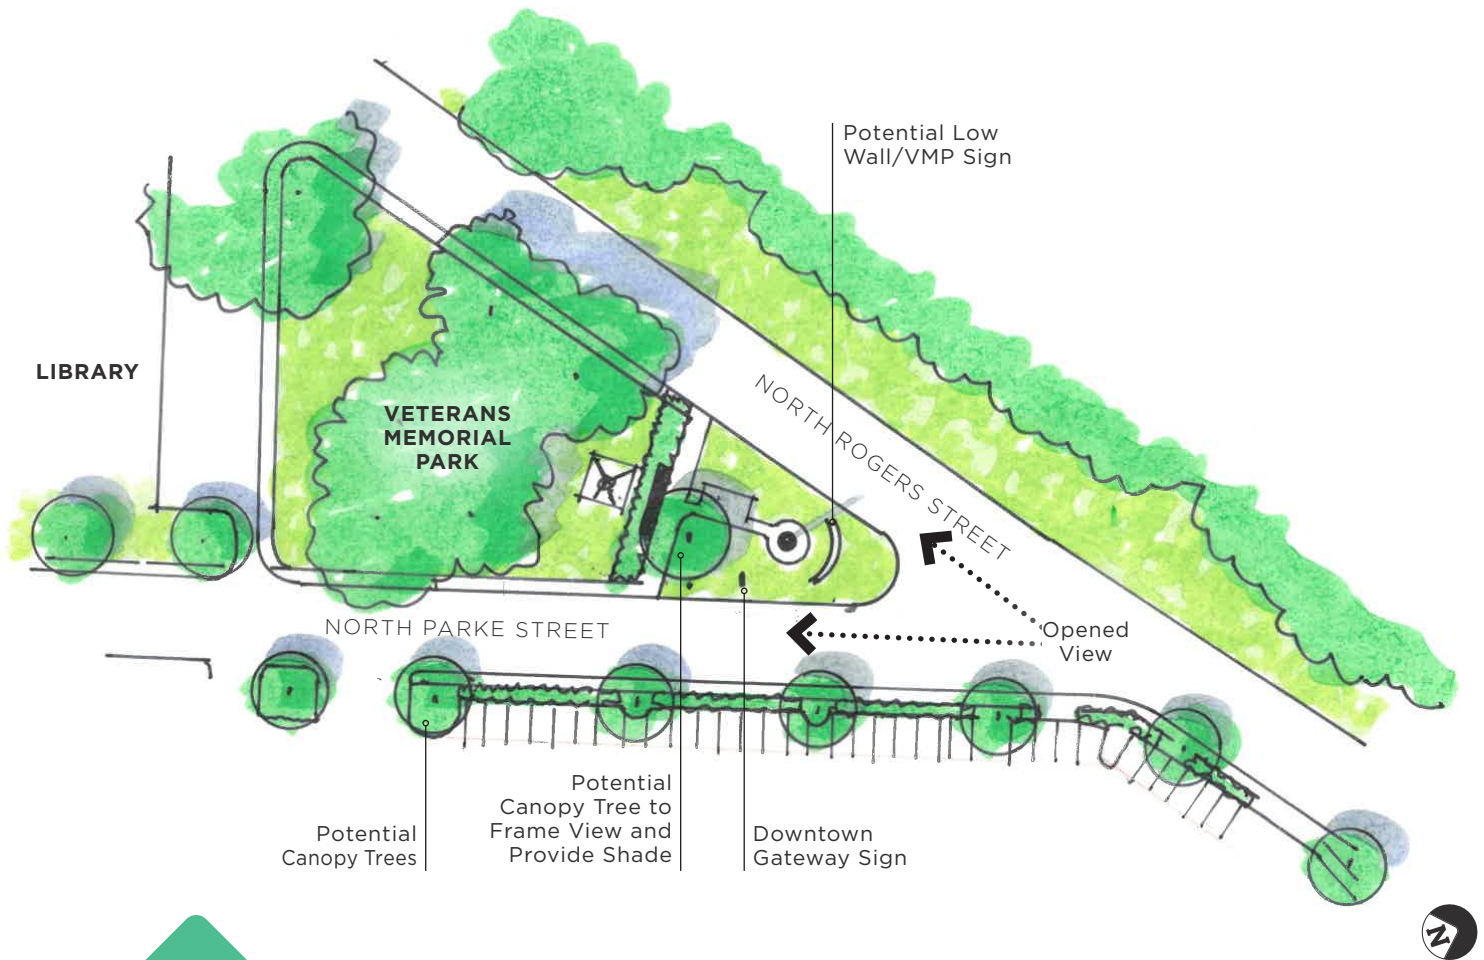 Potential Low
Wall/VMP Sign
LIBRARY
VETERANS
MEMORIAL
PARK
NORTH ROGERS STREET
NORTH PARKE STREET
Opened
View
Potential
Canopy Trees
Potential
Canopy Tree to
Frame View and
Provide Shade
Downtown
Gateway Sign
N